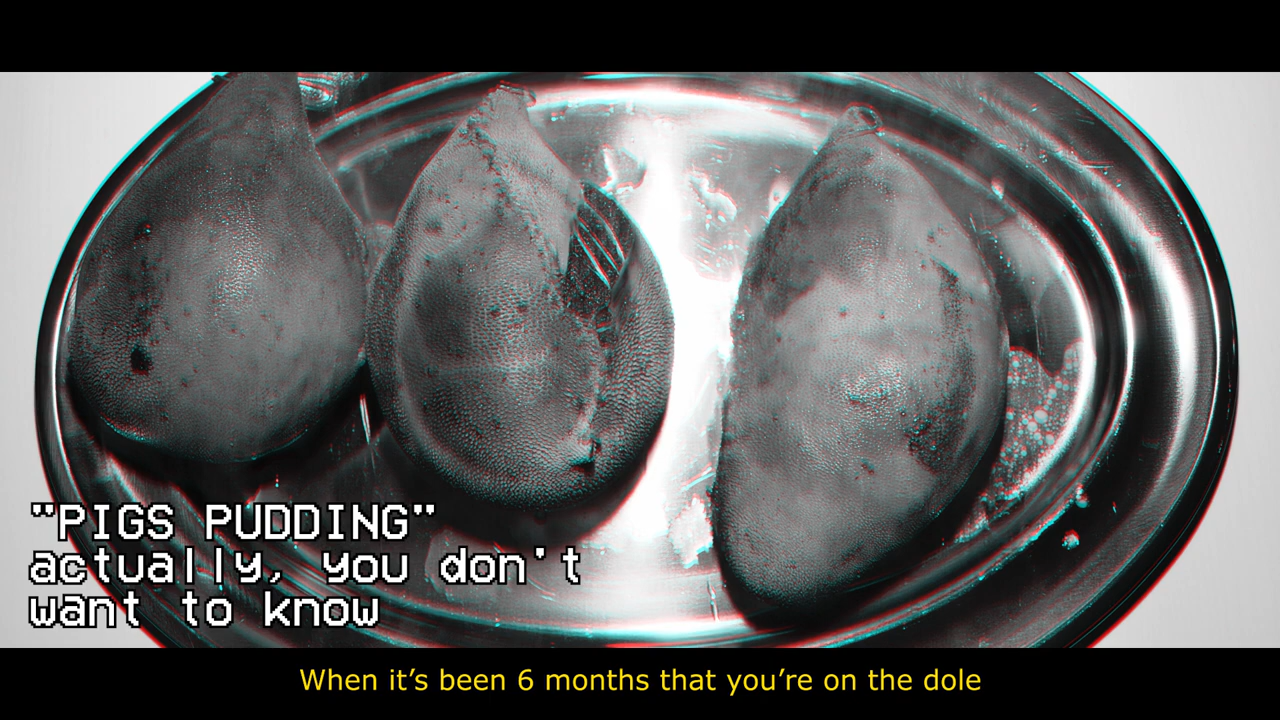 "PIGS PUDDING"
actually, you don't
want to know
When it’s been 6 months that you’re on the dole